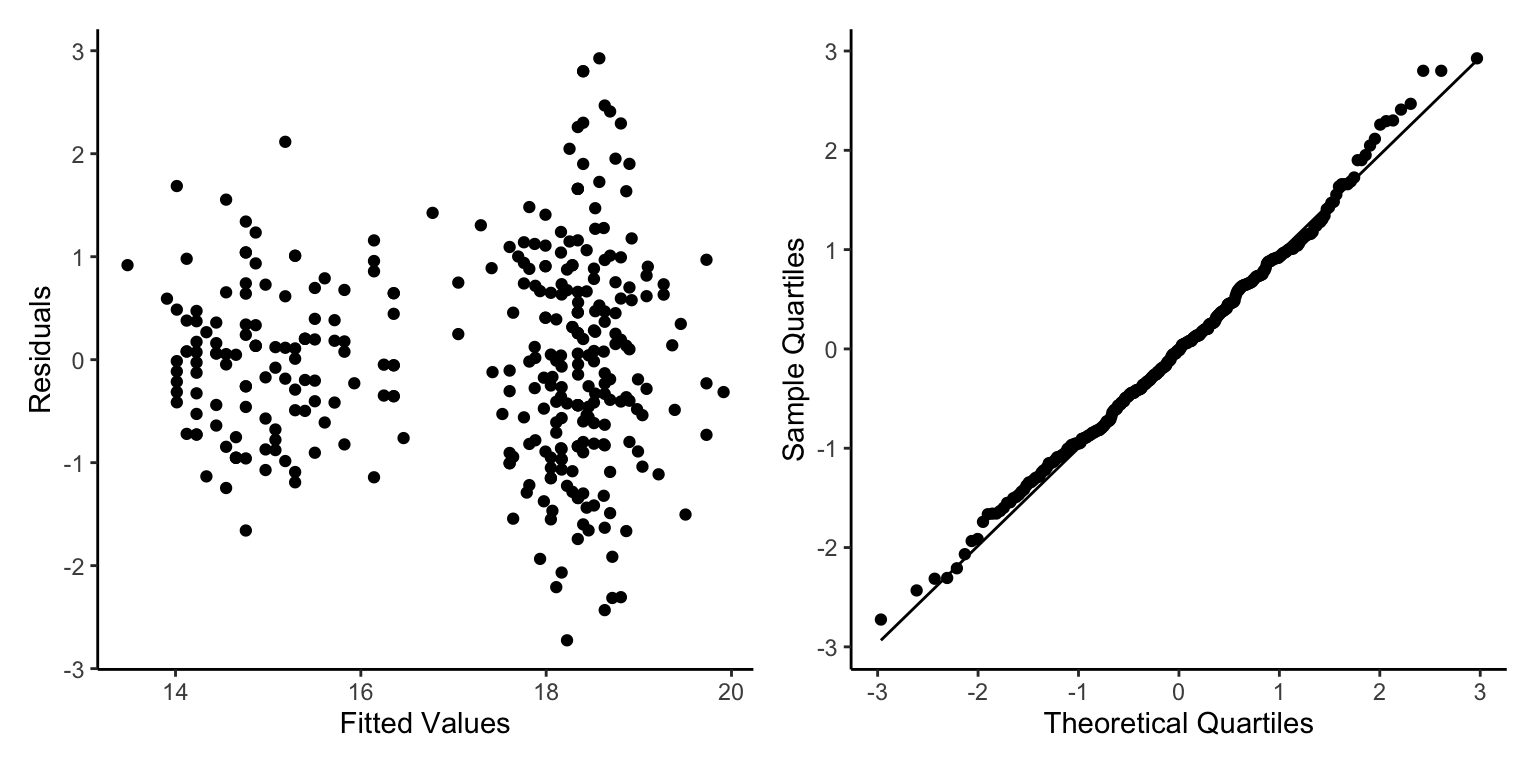 3
2
1
0
-1
-2
-3
Residuals
14 16 18 20
Fitted Values
3
2
1
0
-1
-2
-3
Sample Quartiles
-3 -2 -1 0 1 2 3
Theoretical Quartiles